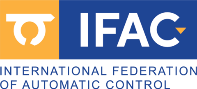 IFAC
INTERNATIONAL FEDERATION
OF AUTOMATIC CONTROL